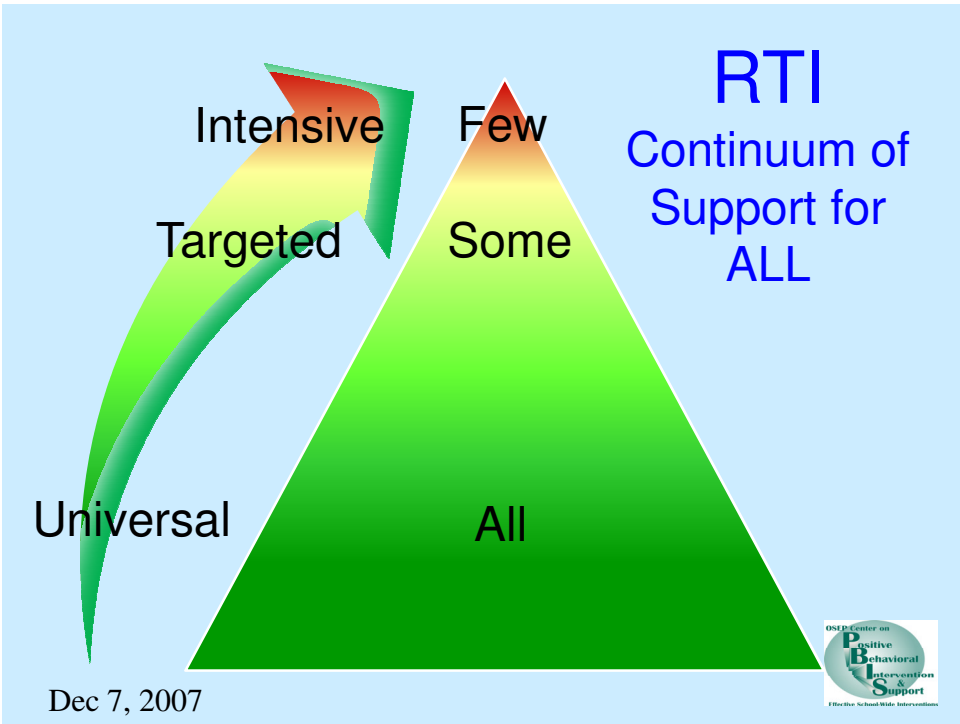 RTI
Continuum of
Support for
ALL
Intensive
Few
Targeted
Some
Universal
All
Dec 7, 2007
OSEP Center on
Positive
Behavioral
Intervention
&
Support
Effective School-Wide Interventions